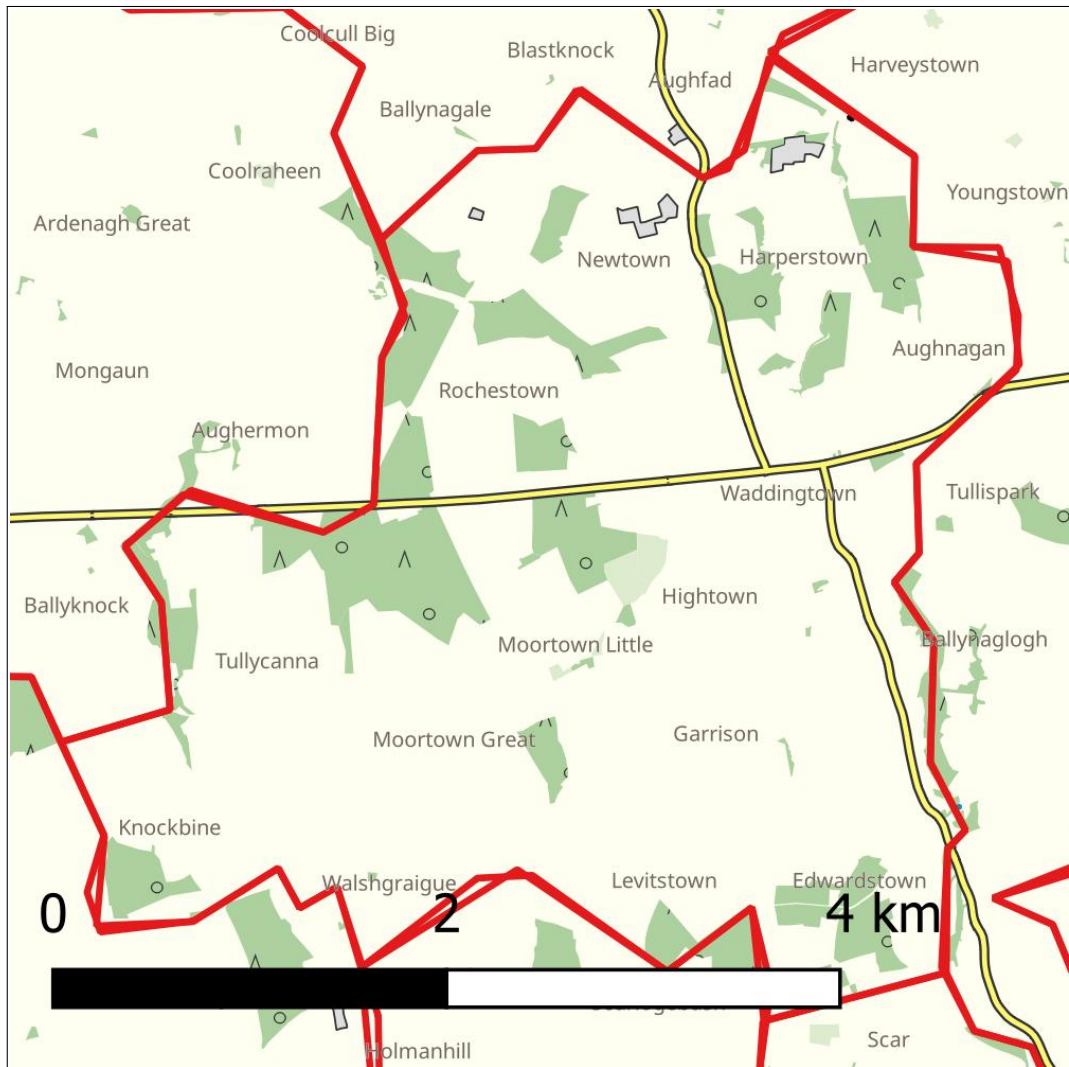 Coolcull Big
Blastknock
Harveystown
Aughfad
Ballynagale
Coolraheen
Youngstown
Ardenagh Great
Newtown
Harperstown
Aughnagan
Mongaun
Rochestown
Aughermon
Waddingtown
Tullispark
Ballyknock
Hightown
Moortown Little
Ballynaglogh
Tullycanna
Moortown Great
Garrison
Knockbine
Walshgraigue
Levitstown
Edwardstown
0 2 4 km
Scar
Holmanhill